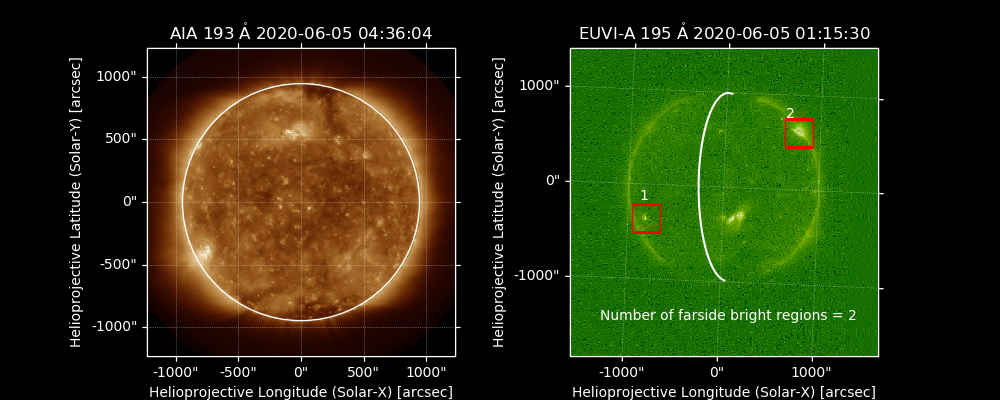 AIA 193 Å 2020-06-05 04:36:04
1000"
500"
0"
-500"
-1000"
Helioprojective Latitude (Solar-Y) [arcsec]
-1000"
-500"
0"
500"
1000"
Helioprojective Longitude (Solar-X) [arcsec]
EUVI-A 195 Å 2020-06-05 01:15:30
1000"
0"
-1000"
Helioprojective Latitude (Solar-Y) [arcsec]
2
1
Number of farside bright regions = 2
-1000"
0"
1000"
Helioprojective Longitude (Solar-X) [arcsec]